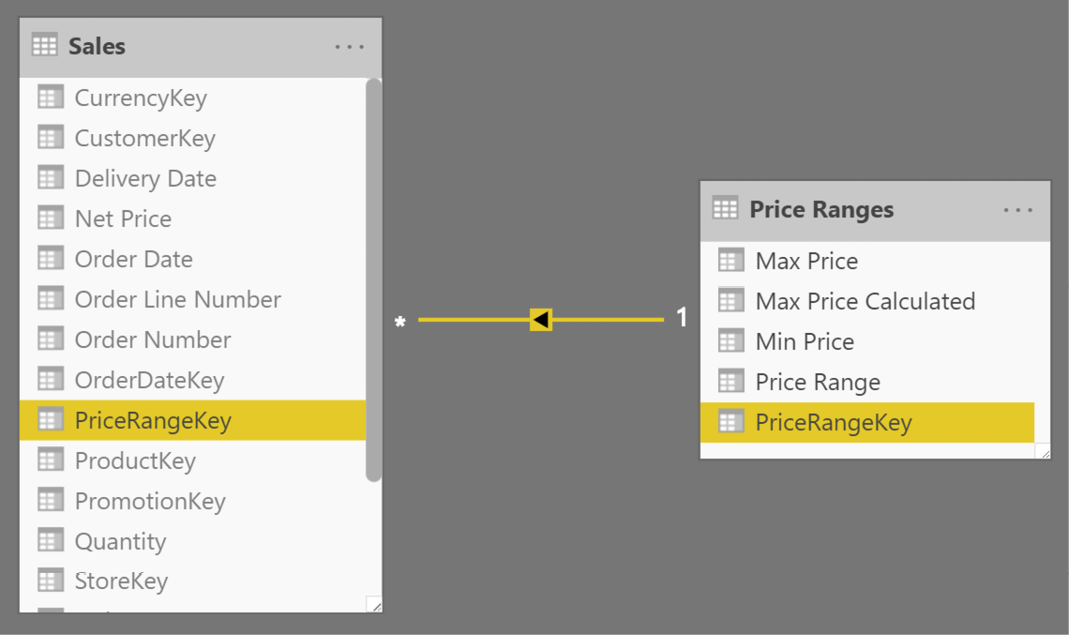 Sales
CurrencyKey
CustomerKey
Delivery Date
Net Price
Order Date
Order Line Number
Order Number
OrderDateKey
PriceRangeKey
ProductKey
PromotionKey
Quantity
StoreKey
* 1
Price Ranges
Max Price
Max Price Calculated
Min Price
Price Range
PriceRangeKey